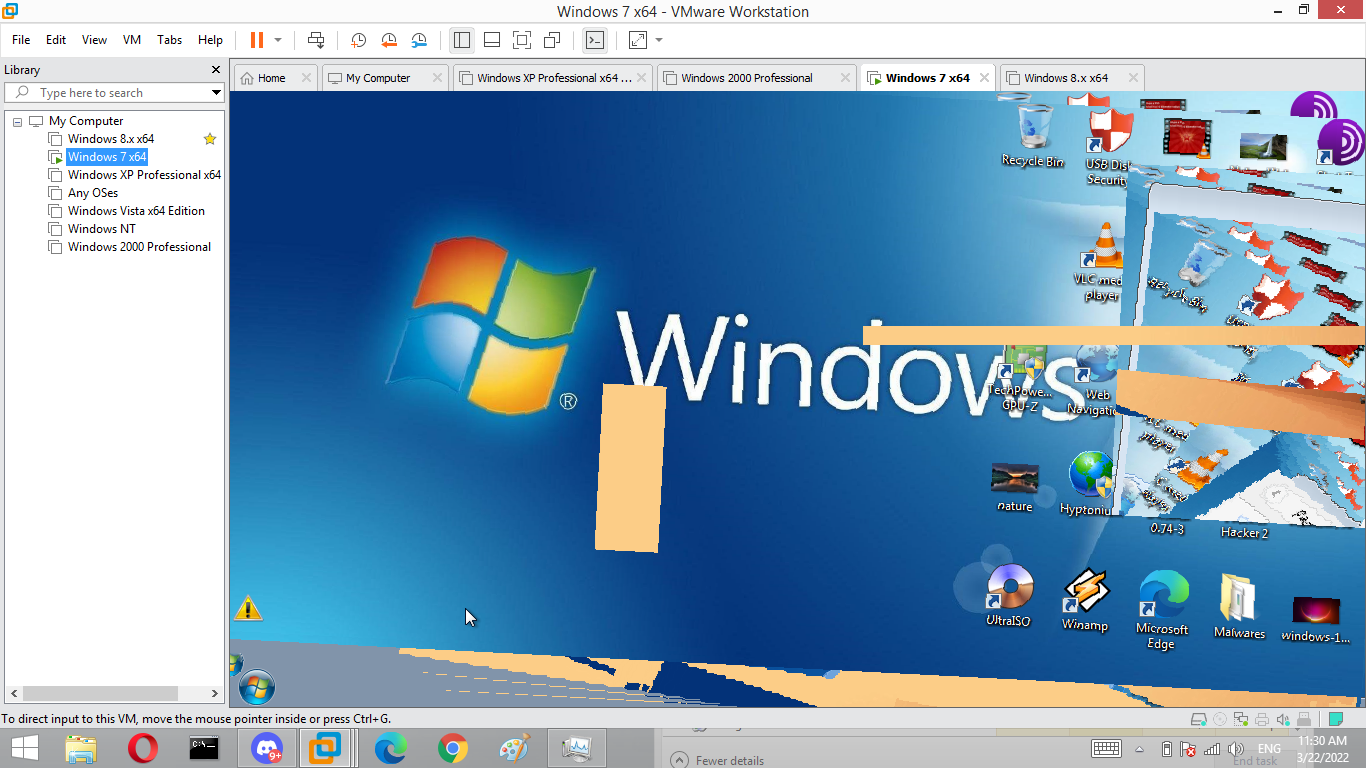 Windows 7 x64 - VMware Workstation
File Edit View VM Tabs Help
Library
Type here to search
My Computer
Windows 8.x x64
Windows 7 x64
Windows XP Professional x64
Any OSes
Windows Vista x64 Edition
Windows NT
Windows 2000 Professional
Home
My Computer
Windows XP Professional x64 ...
Windows 2000 Professional
Windows 7 x64
Windows 8.x x64
Recycle Bin
USB Dis
Security
VLC med
player
Recycle Bin
Windows
®
TechPowe...
GPU-Z
Web
Navigatio
nature
Hyptoniu
0.74-3
Hacker 2
UltraISO
Winamp
Microsoft
Edge
Malwares
windows-1...
To direct input to this VM, move the mouse pointer inside or press Ctrl+G.
9+
C:\_
Fewer details
End task
ENG
11:30 AM
3/22/2022